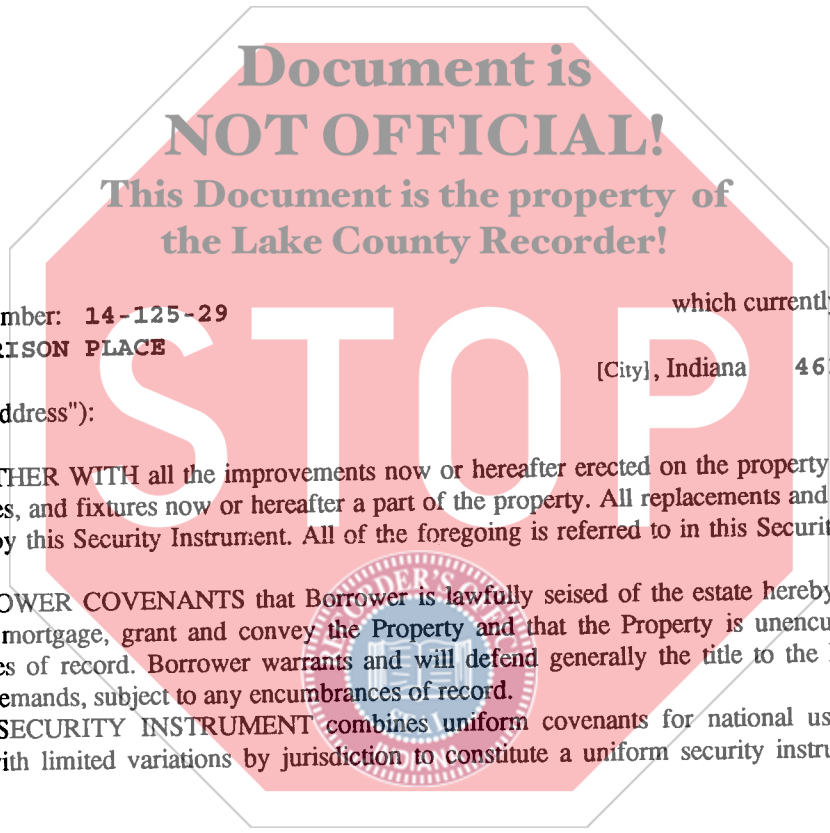 Document is
NOT OFFICIAL!
This Document is the property of
the Lake County Recorder!
STOP
mber: 14-125-29 which currently
RISON PLACE
[City], Indiana 46
ddress"):
THER WITH all the improvements now or hereafter erected on the property
es, and fixtures now or hereafter a part of the property. All replacements and
by this Security Instrument. All of the foregoing is referred to in this Securit
OWER COVENANTS that Borrower is lawfully seised of the estate hereby
mortgage, grant and convey the Property and that the Property is unencu
es of record. Borrower warrants and will defend generally the title to the
emands, subject to any encumbrances of record.
SECURITY INSTRUMENT combines uniform covenants for national us
ith limited variations by jurisdiction to constitute a uniform security instru